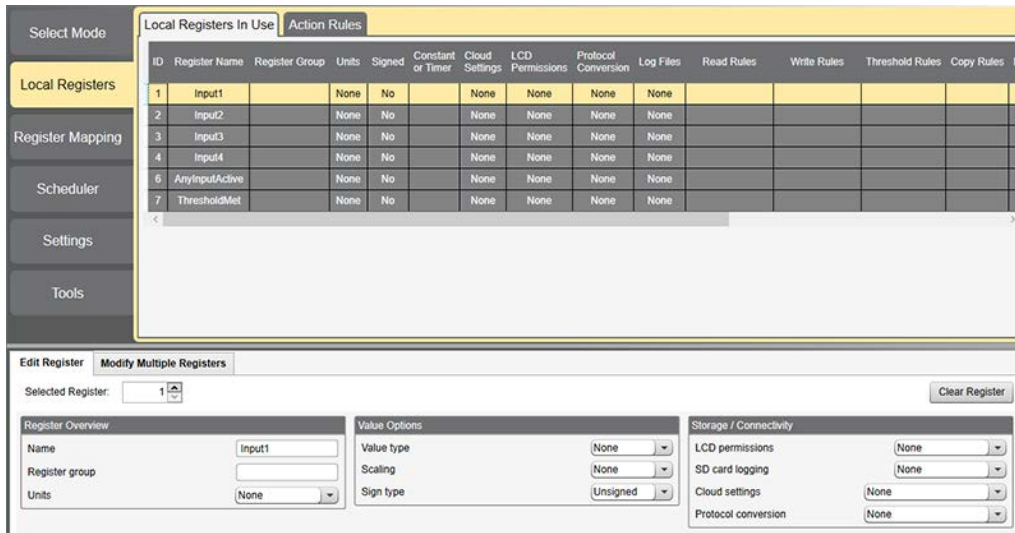 Select Mode
Local Registers
Register Mapping
Scheduler
Settings
Tools
Local Registers In Use Action Rules
ID Register Name Register Group Units Signed Constant or Timer Cloud Settings LCD Permissions Protocol Conversion Log Files Read Rules Write Rules Threshold Rules Copy Rules
1 Input1 None No None None None None
2 Input2 None No None None None None
3 Input3 None No None None None None
4 Input4 None No None None None None
6 AnyInputActive None No None None None None
7 ThresholdMet None No None None None None
Edit Register Modify Multiple Registers
Selected Register: 1 Clear Register
Register Overview
Name Input1
Register group
Units None
Value Options
Value type None
Scaling None
Sign type Unsigned
Storage / Connectivity
LCD permissions None
SD card logging None
Cloud settings None
Protocol conversion None